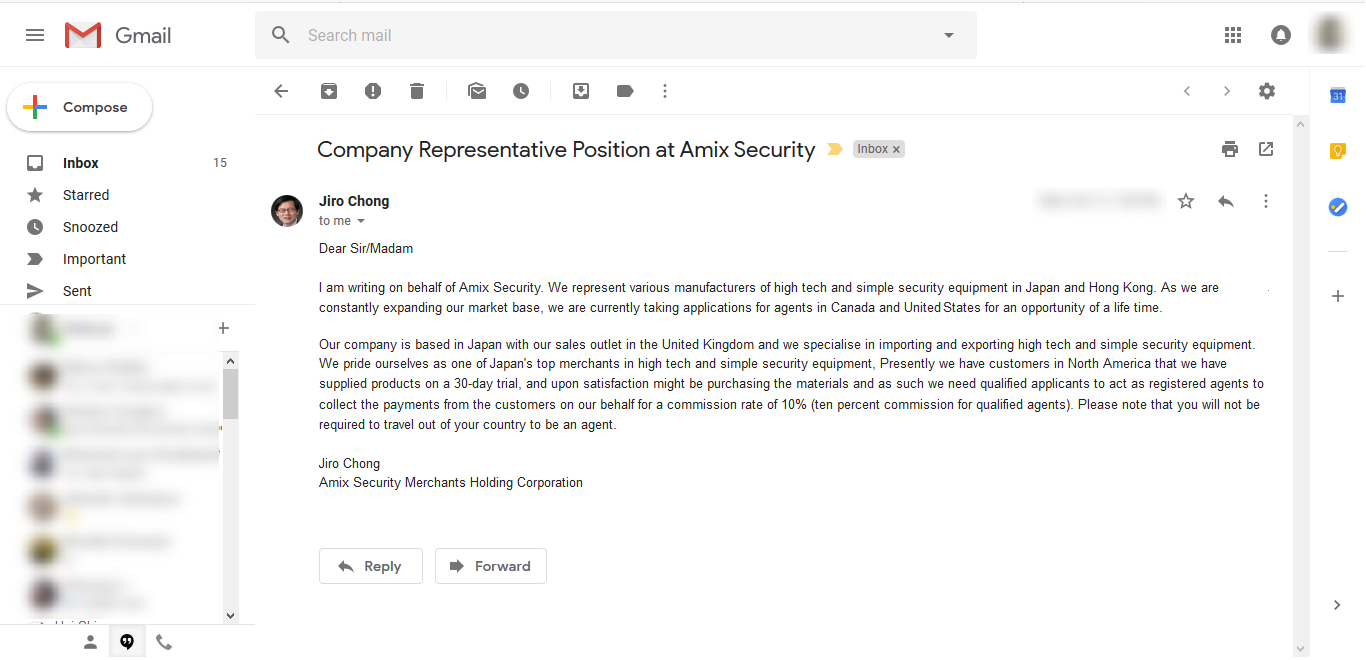 Gmail
Search mail
Compose
Inbox 15
Starred
Snoozed
Important
Sent
31
Company Representative Position at Amix Security
Inbox x
Jiro Chong
to me
Dear Sir/Madam
I am writing on behalf of Amix Security. We represent various manufacturers of high tech and simple security equipment in Japan and Hong Kong. As we are
constantly expanding our market base, we are currently taking applications for agents in Canada and United States for an opportunity of a life time.
Our company is based in Japan with our sales outlet in the United Kingdom and we specialise in importing and exporting high tech and simple security equipment.
We pride ourselves as one of Japan's top merchants in high tech and simple security equipment, Presently we have customers in North America that we have
supplied products on a 30-day trial, and upon satisfaction might be purchasing the materials and as such we need qualified applicants to act as registered agents to
collect the payments from the customers on our behalf for a commission rate of 10% (ten percent commission for qualified agents). Please note that you will not be
required to travel out of your country to be an agent.
Jiro Chong
Amix Security Merchants Holding Corporation
Reply
Forward